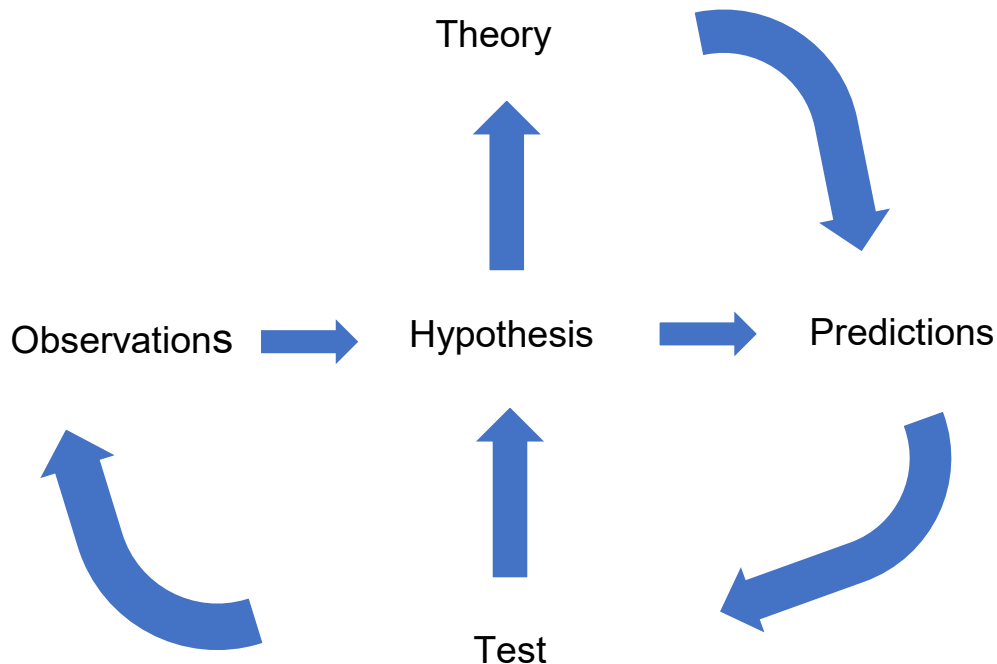 Theory
Observations
Hypothesis
Predictions
Test